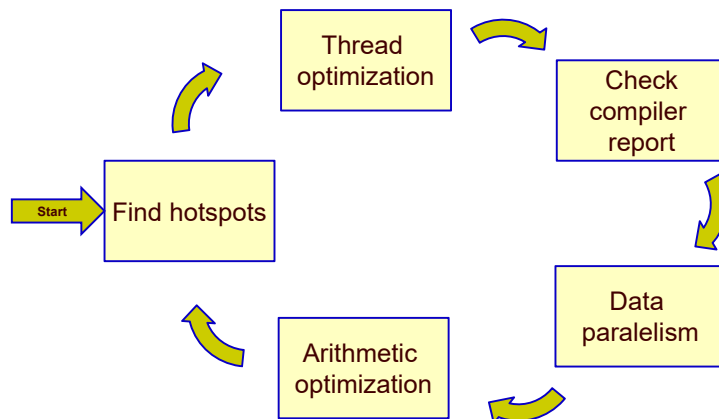 Thread
optimization
Check
compiler
report
Start
Find hotspots
Data
paralelism
Arithmetic
optimization